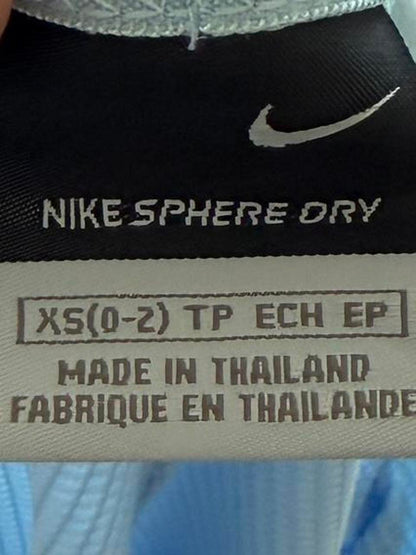 NIKE SPHERE DRY
XS(0-2) TP ECH EP
MADE IN THAILAND
FABRIQUE EN THAILANDE